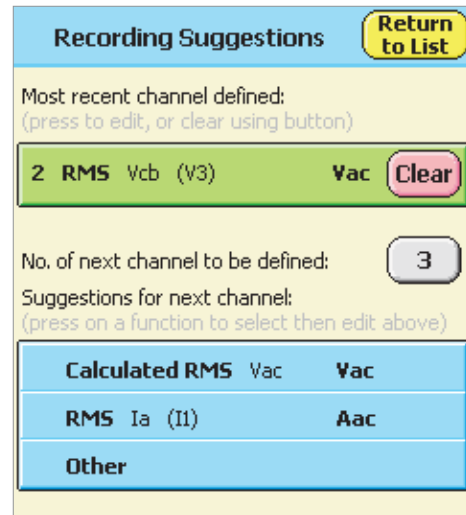 Recording Suggestions
Return
to List
Most recent channel defined:
(press to edit, or clear using button)
2 RMS Vcb (V3) Vac Clear
No. of next channel to be defined: 3
Suggestions for next channel:
(press on a function to select then edit above)
Calculated RMS Vac Vac
RMS Ia (I1) Aac
Other